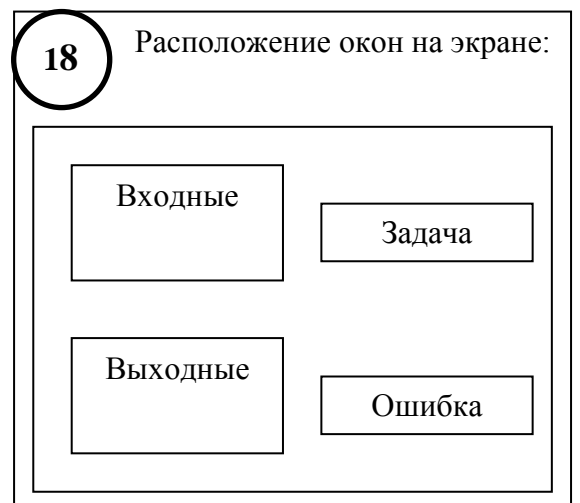 18
Расположение окон на экране:
Входные
Задача
Выходные
Ошибка